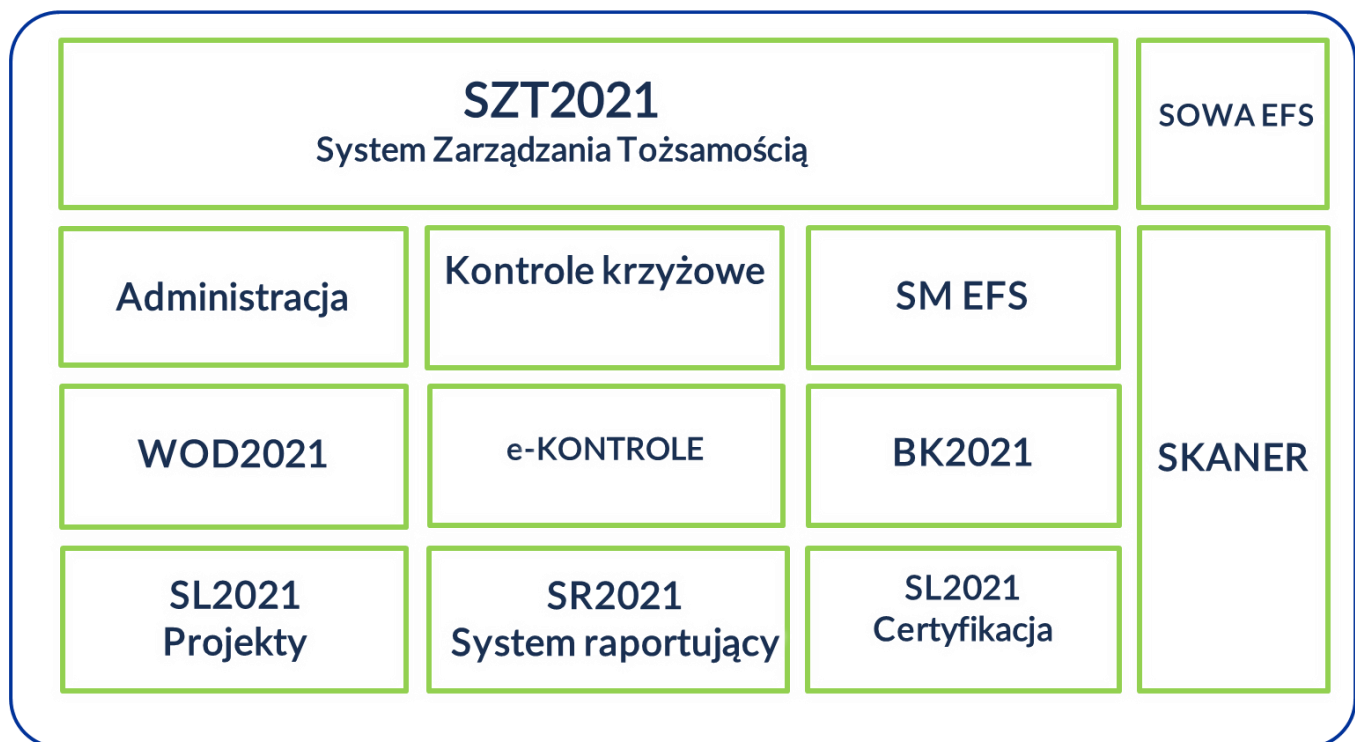 SZT2021
System Zarządzania Tożsamością
SOWA EFS
Administracja
Kontrole krzyżowe
SM EFS
WOD2021
e-KONTROLE
BK2021
SKANER
SL2021
Projekty
SR2021
System raportujący
SL2021
Certyfikacja